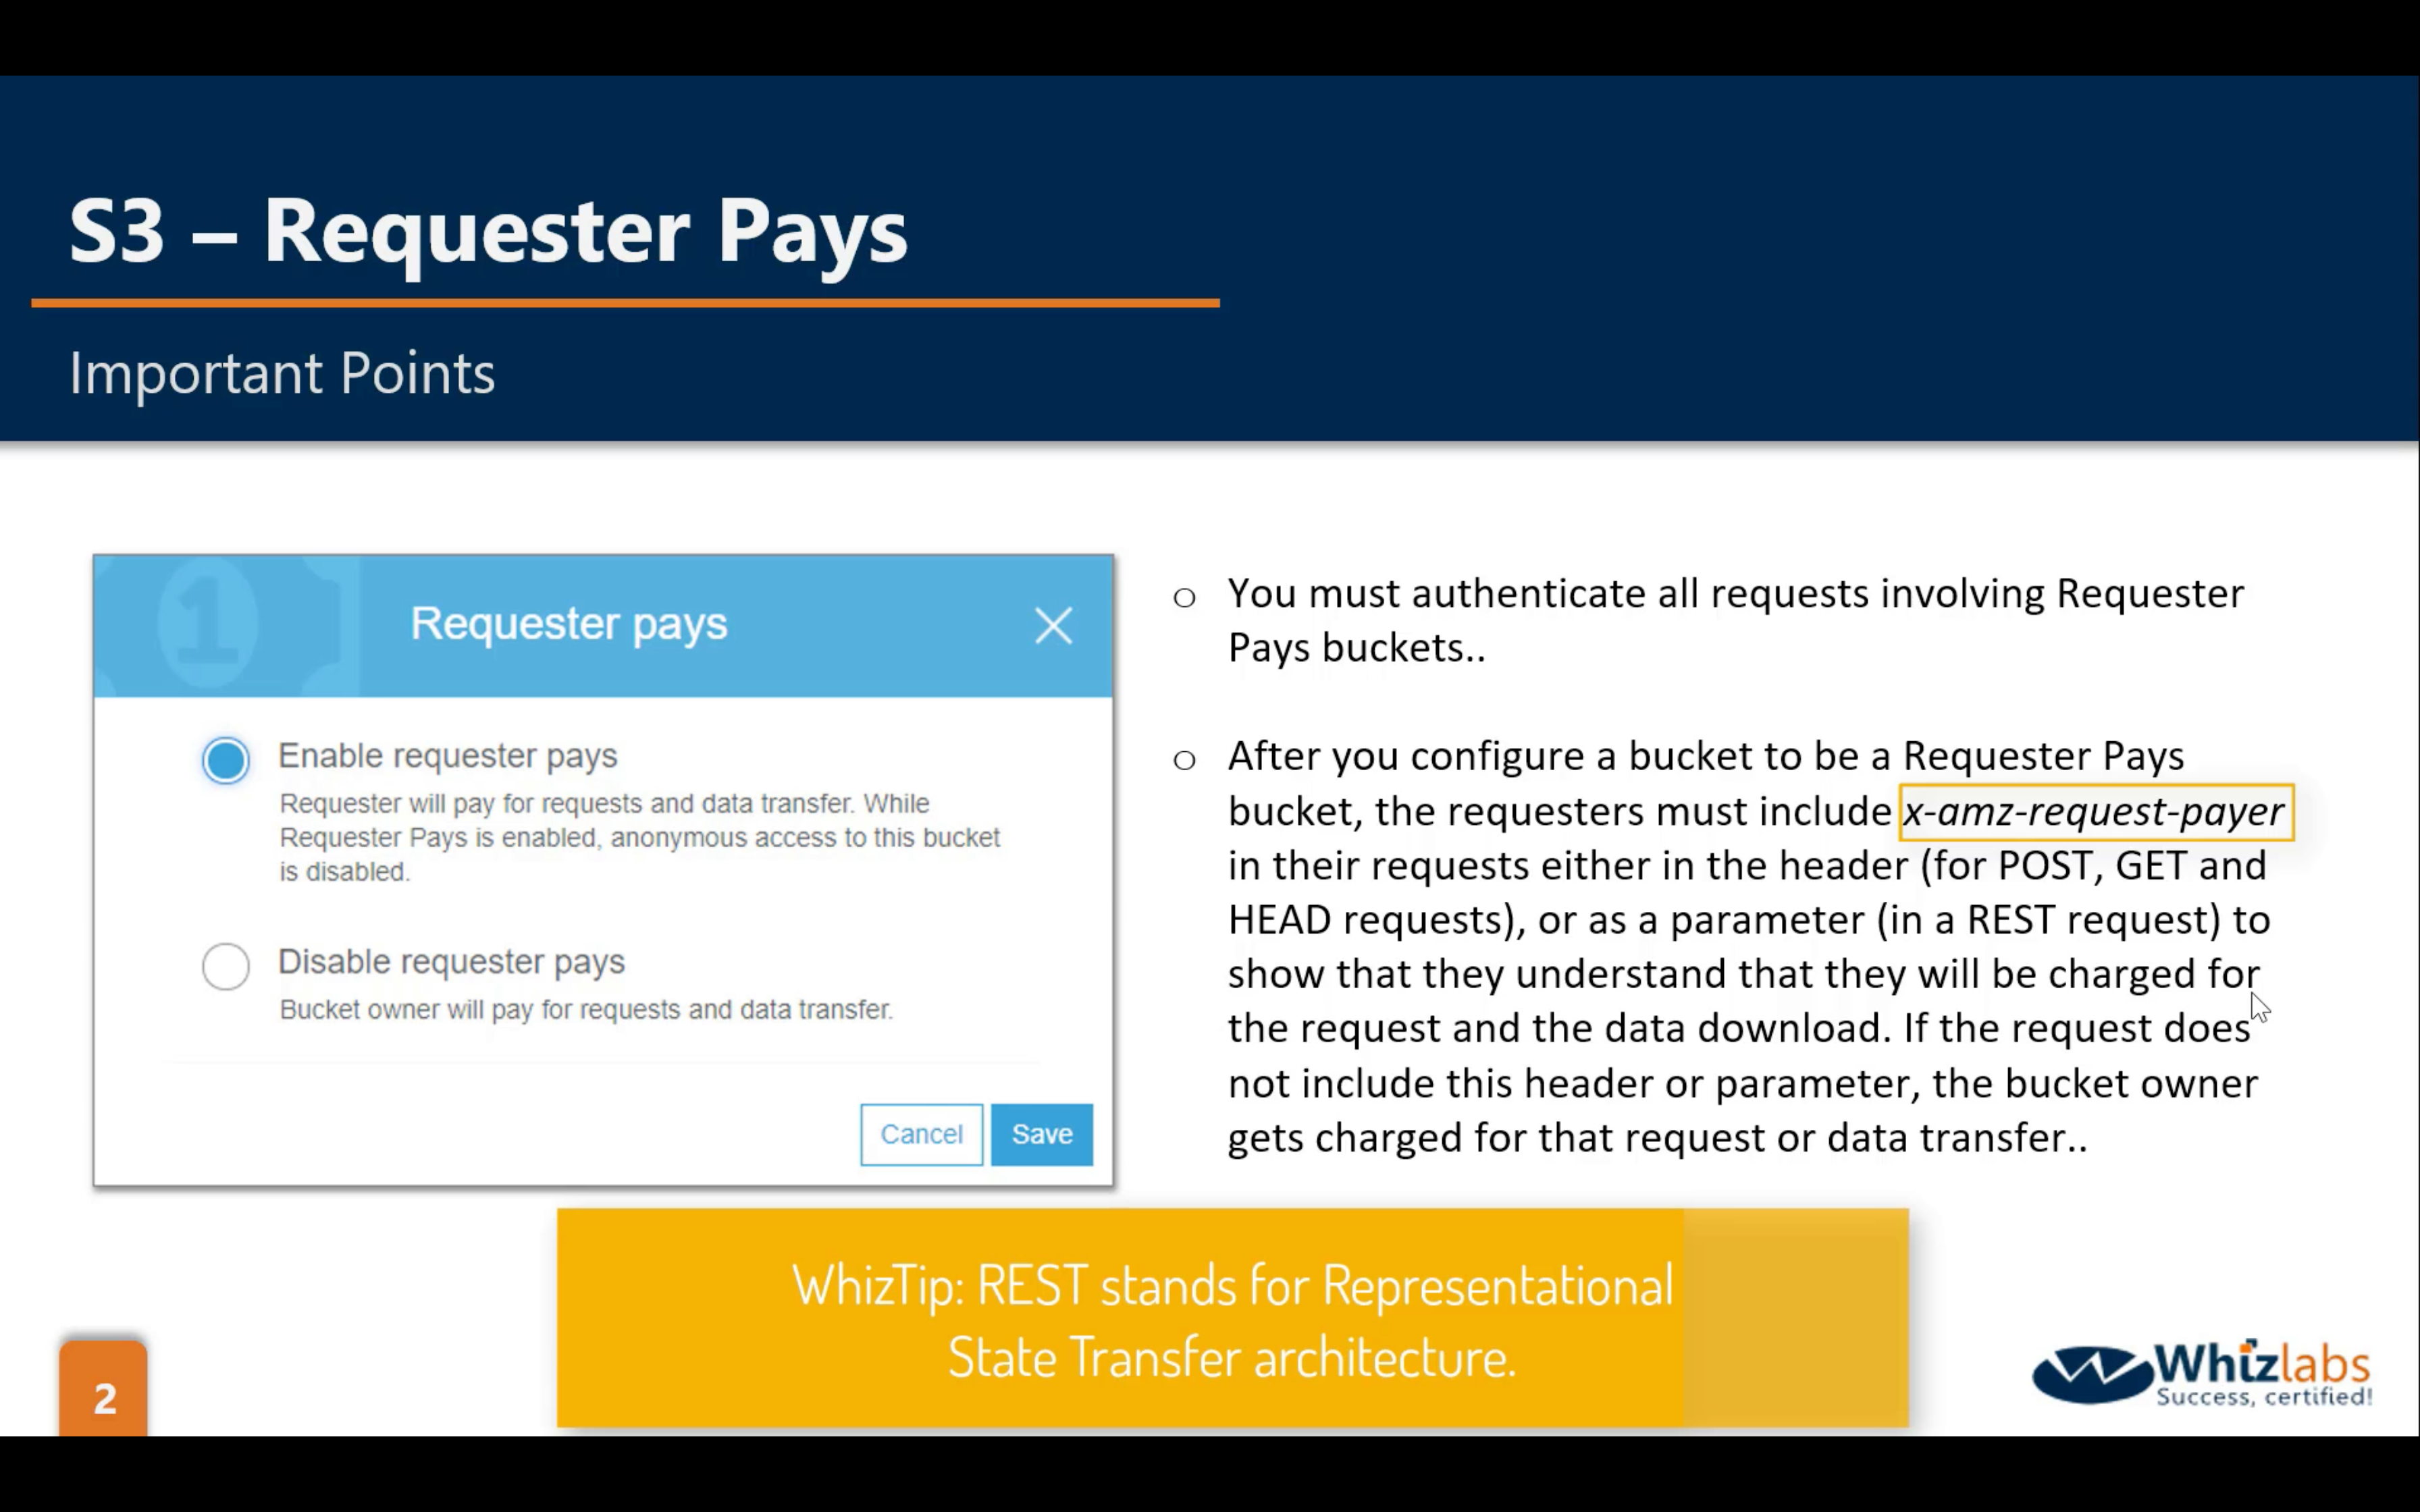 S3 – Requester Pays
Important Points
1
Requester pays
Enable requester pays
Requester will pay for requests and data transfer. While
Requester Pays is enabled, anonymous access to this bucket
is disabled.
Disable requester pays
Bucket owner will pay for requests and data transfer.
Cancel
Save
o You must authenticate all requests involving Requester
Pays buckets..
o After you configure a bucket to be a Requester Pays
bucket, the requesters must include x-amz-request-payer
in their requests either in the header (for POST, GET and
HEAD requests), or as a parameter (in a REST request) to
show that they understand that they will be charged for
the request and the data download. If the request does
not include this header or parameter, the bucket owner
gets charged for that request or data transfer..
WhizTip: REST stands for Representational
State Transfer architecture.
2
Whizlabs
Success, certified!